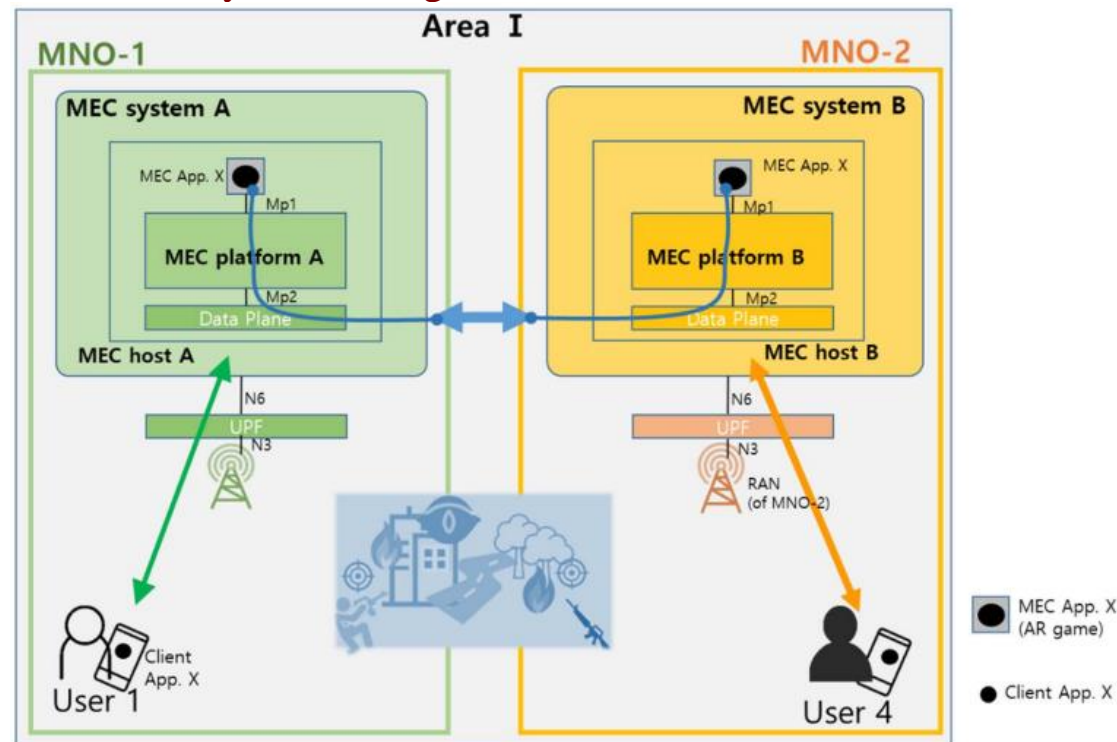 Area I
MNO-1
MNO-2
MEC system A
MEC system B
MEC App. X
MEC App. X
Mp1
Mp1
MEC platform A
MEC platform B
Mp2
Mp2
Data Plane
Data Plane
MEC host A
MEC host B
N6
N6
UPF
UPF
N3
N3
RAN
(of MNO-2)
Client
App. X
User 1
User 4
MEC App. X
(AR game)
Client App. X